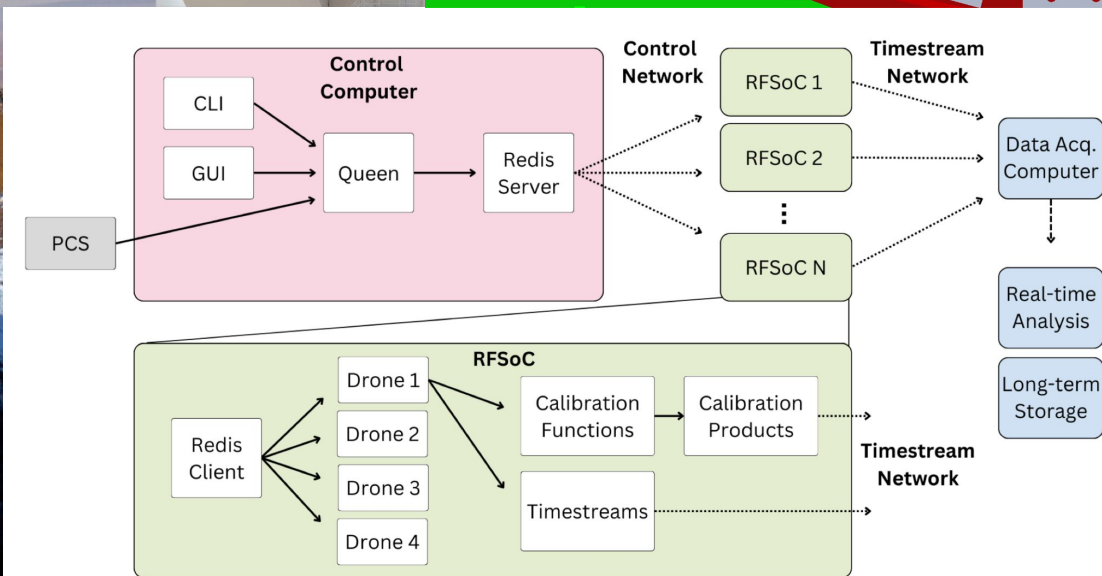 Control
Computer
CLI
GUI
Queen
Redis
Server
PCS
Control
Network
RFSoC 1
RFSoC 2
RFSoC N
Timestream
Network
Data Acq.
Computer
Real-time
Analysis
Long-term
Storage
RFSoC
Redis
Client
Drone 1
Drone 2
Drone 3
Drone 4
Calibration
Functions
Calibration
Products
Timestreams
Timestream
Network